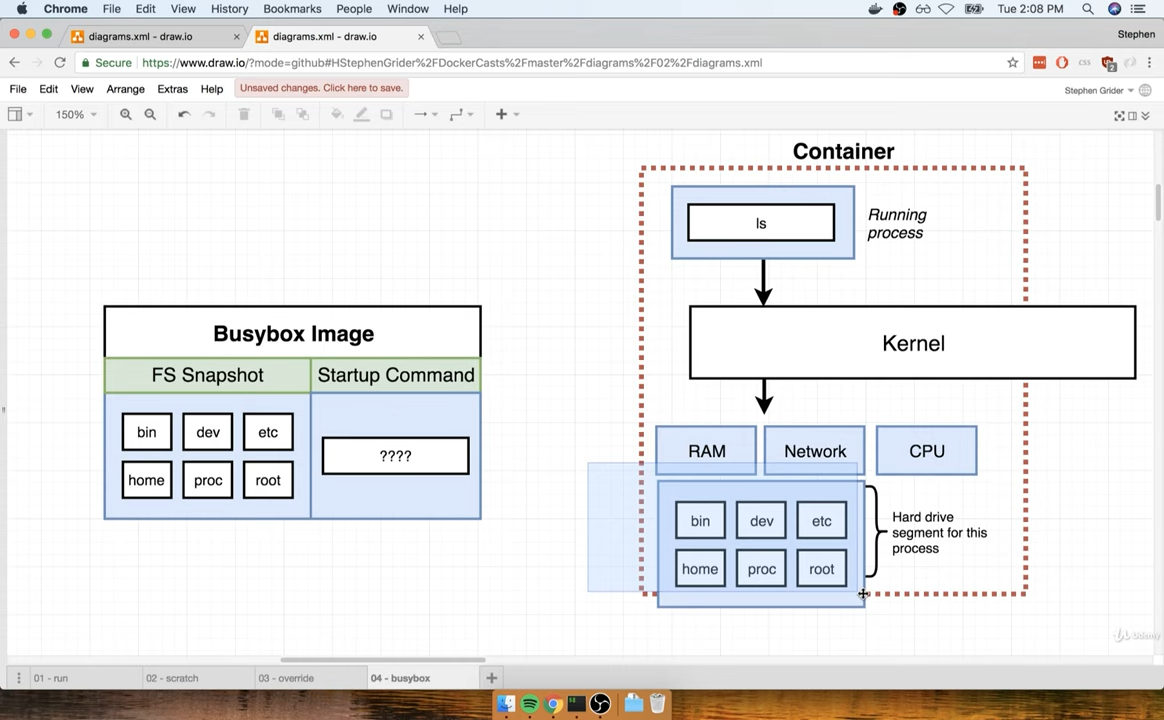 Chrome File Edit View History Bookmarks People Window Help Tue 2:08 PM
diagrams.xml - draw.io × diagrams.xml - draw.io × Stephen
Secure https://www.draw.io/?mode=github#HStephenGrider%2FDockerCasts%2Fmaster%2Fdiagrams%2F02%2Fdiagrams.xml
File Edit View Arrange Extras Help Unsaved changes. Click here to save. Stephen Grider
150%
Container
ls
Running
process
Kernel
Busybox Image
FS Snapshot Startup Command
bin dev etc
????
home proc root
RAM Network CPU
bin dev etc
home proc root
Hard drive
segment for this
process
Udemy
01 - run 02 - scratch 03 - override 04 - busybox